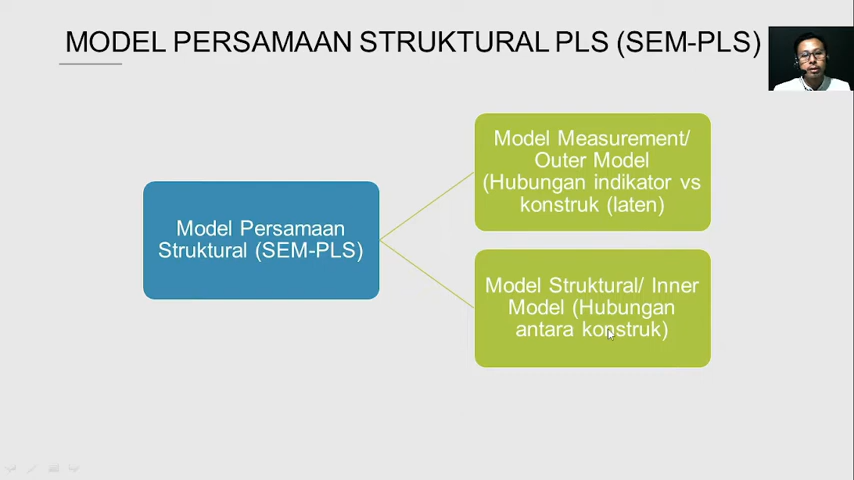 MODEL PERSAMAAN STRUKTURAL PLS (SEM-PLS)
Model Persamaan
Struktural (SEM-PLS)
Model Measurement/
Outer Model
(Hubungan indikator vs
konstruk (laten)
Model Struktural/ Inner
Model (Hubungan
antara konstruk)